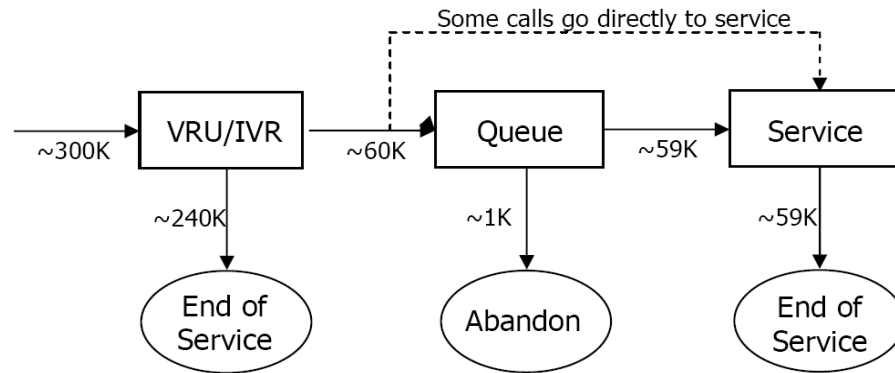 Some calls go directly to service
VRU/IVR
Queue
Service
~300K
~60K
~59K
~240K
~1K
~59K
End of
Service
Abandon
End of
Service